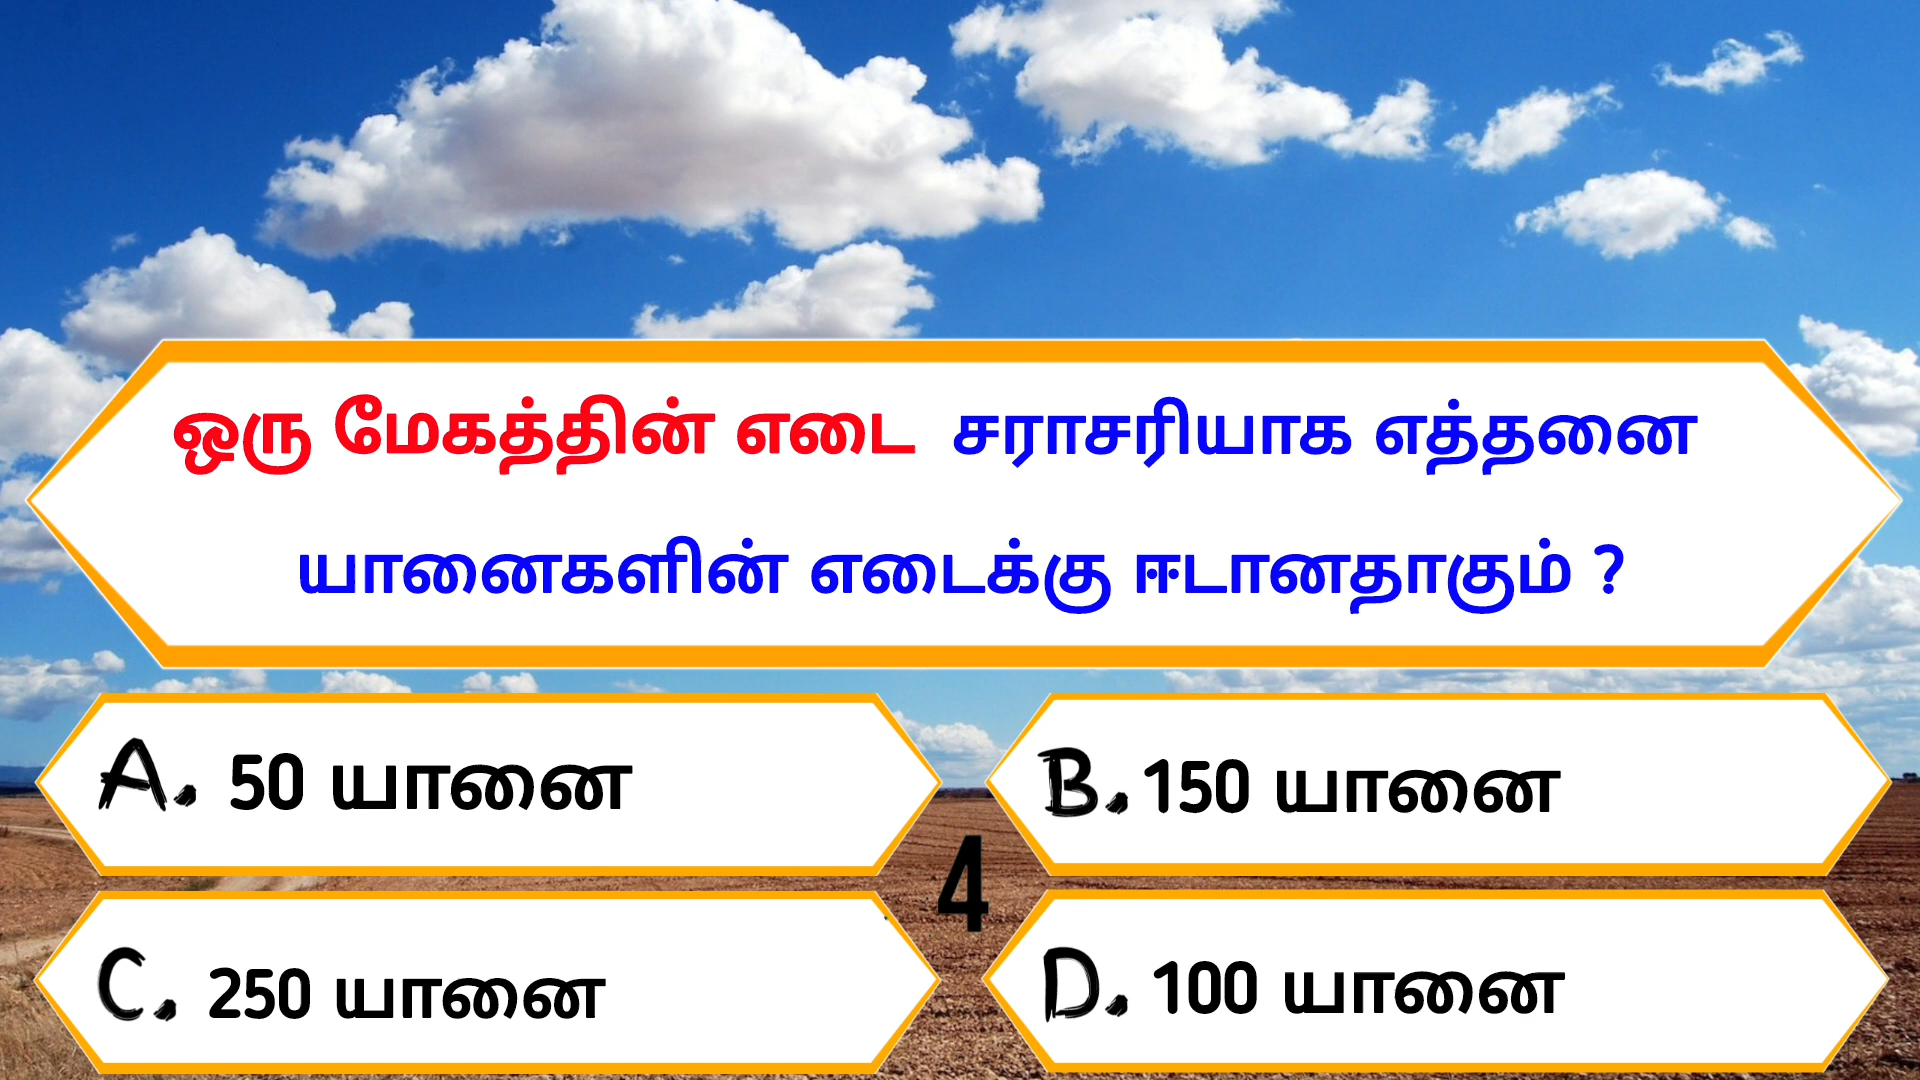 ஒரு மேகத்தின் எடை சராசரியாக எத்தனை
யானைகளின் எடைக்கு ஈடானதாகும் ?
A. 50 யானை
B. 150 யானை
4
C. 250 யானை
D. 100 யானை